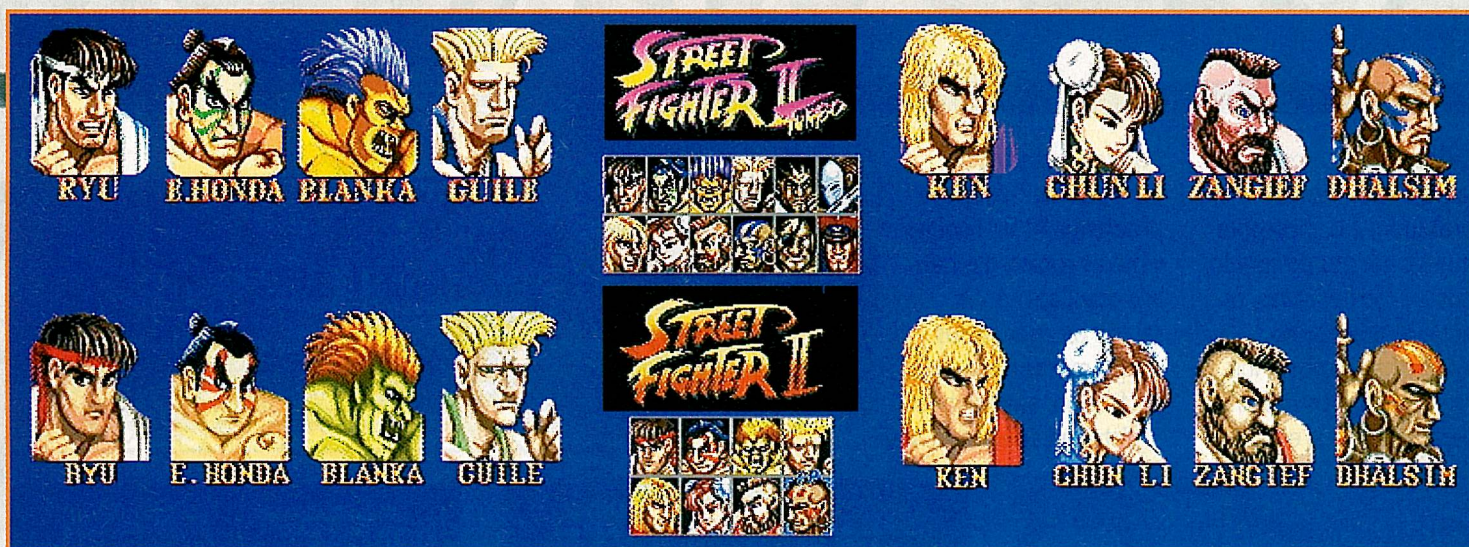 STREET
FIGHTER II
TURBO
RYU E.HONDA BLANKA GUILE
KEN CHUN LI ZANGIEF DHALSIM
STREET
FIGHTER II
RYU E. HONDA BLANKA GUILE
KEN CHUN LI ZANGIEF DHALSIM